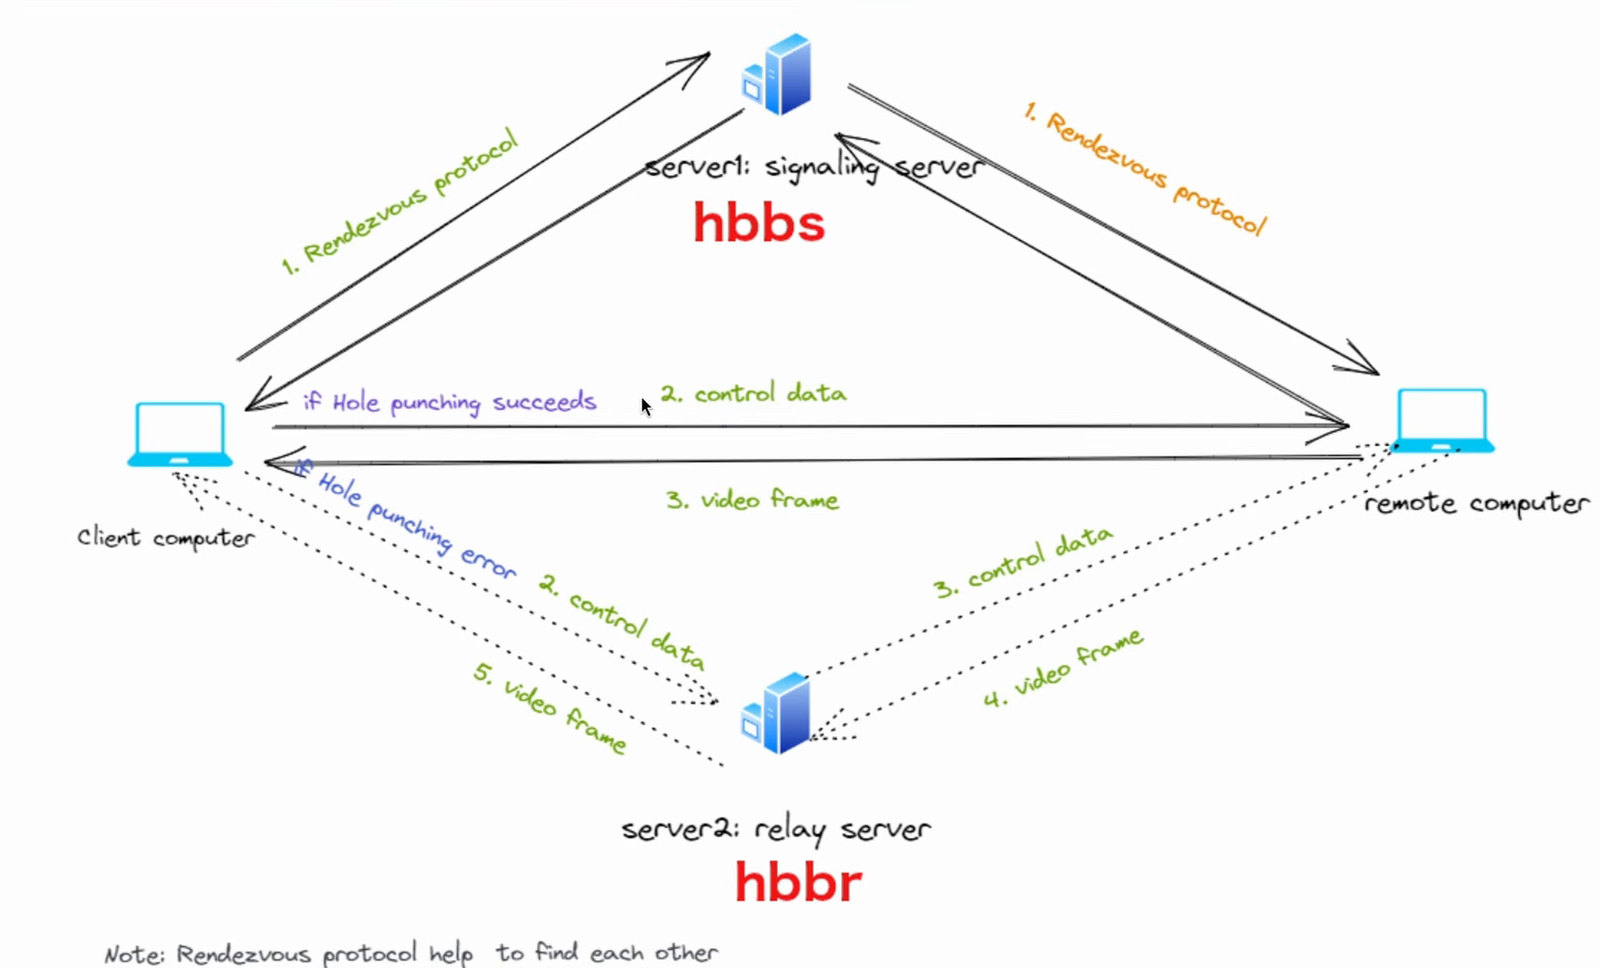 1. Rendezvous protocol
1. Rendezvous protocol
server1: signaling server
hbbs
if Hole punching succeeds
2. control data
3. video frame
Client computer
remote computer
if Hole punching error
2. control data
3. control data
5. video frame
4. video frame
server2: relay server
hbbr
Note: Rendezvous protocol help to find each other